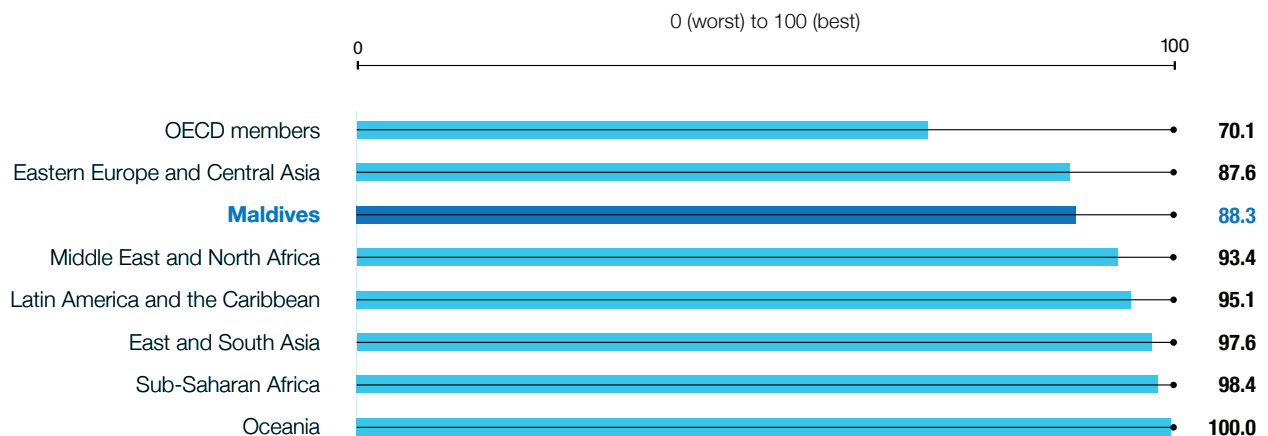 0 (worst) to 100 (best)
0 100
OECD members 70.1
Eastern Europe and Central Asia 87.6
Maldives 88.3
Middle East and North Africa 93.4
Latin America and the Caribbean 95.1
East and South Asia 97.6
Sub-Saharan Africa 98.4
Oceania 100.0